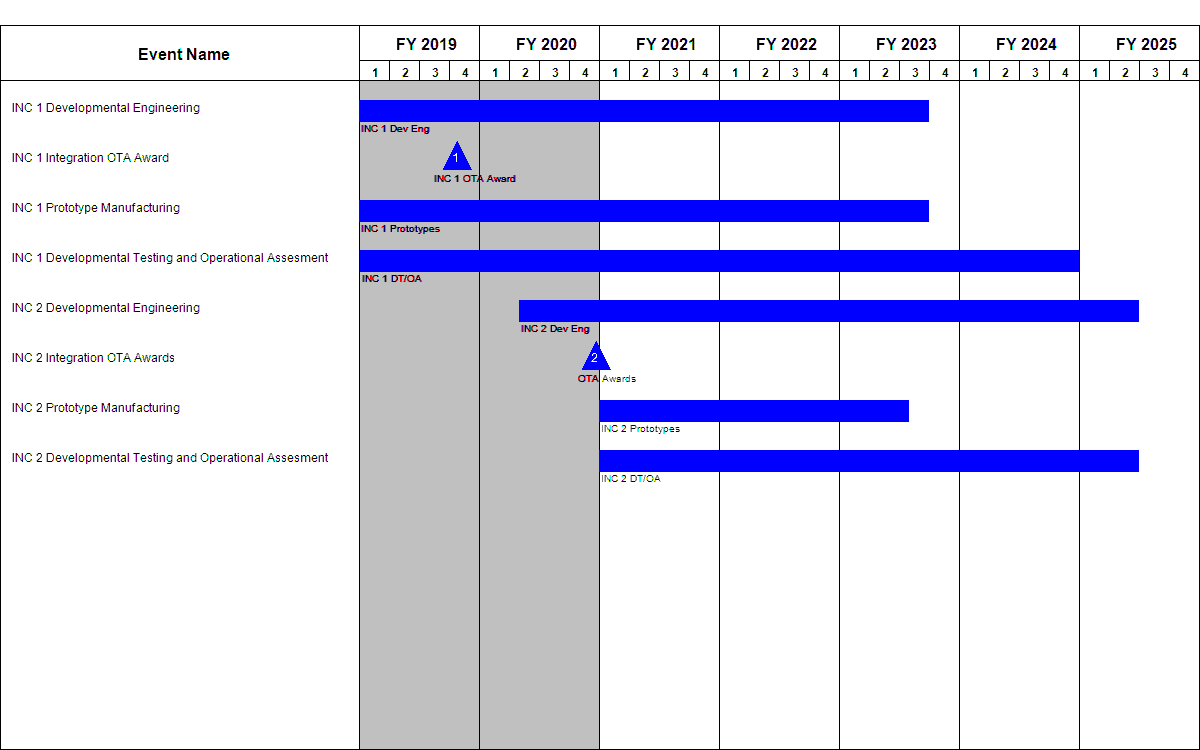 Event Name
FY 2019 FY 2020 FY 2021 FY 2022 FY 2023 FY 2024 FY 2025
1 2 3 4 1 2 3 4 1 2 3 4 1 2 3 4 1 2 3 4 1 2 3 4 1 2 3 4
INC 1 Developmental Engineering
INC 1 Dev Eng
INC 1 Integration OTA Award
1
INC 1 OTA Award
INC 1 Prototype Manufacturing
INC 1 Prototypes
INC 1 Developmental Testing and Operational Assesment
INC 1 DT/OA
INC 2 Developmental Engineering
INC 2 Dev Eng
INC 2 Integration OTA Awards
2
OTA Awards
INC 2 Prototype Manufacturing
INC 2 Prototypes
INC 2 Developmental Testing and Operational Assesment
INC 2 DT/OA